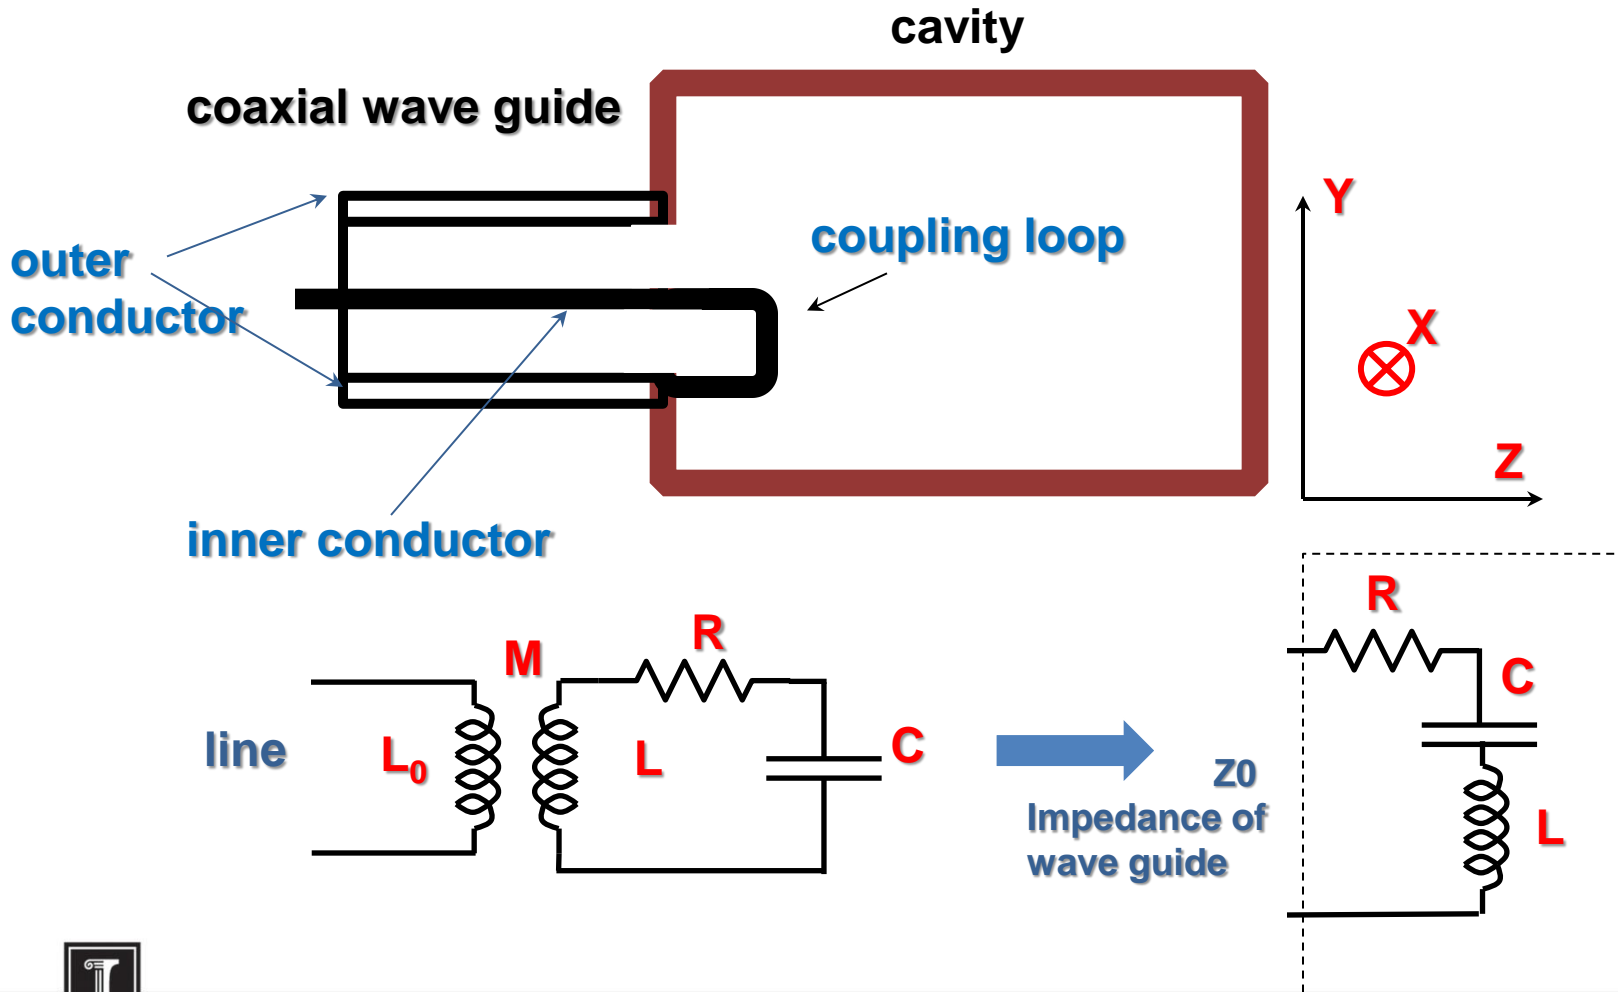 cavity
coaxial wave guide
outer
conductor
coupling loop
inner conductor
Y
X
Z
line
L0
M
R
L
C
Z0
Impedance of
wave guide
R
C
L